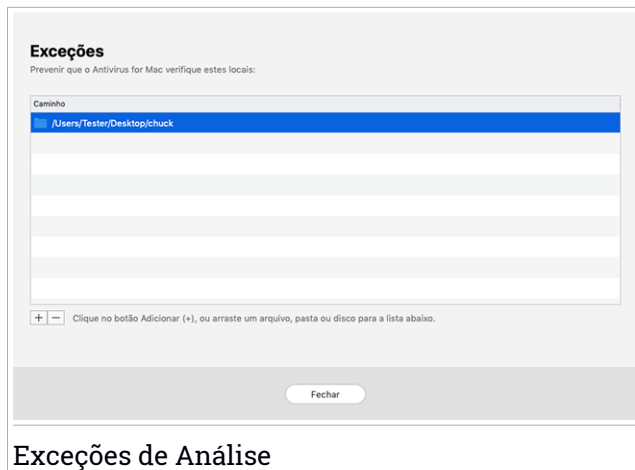 Exceções
Prevenir que o Antivirus for Mac verifique estes locais:
Caminho
/Users/Tester/Desktop/chuck
+ − Clique no botão Adicionar (+), ou arraste um arquivo, pasta ou disco para a lista abaixo.
Fechar
Exceções de Análise